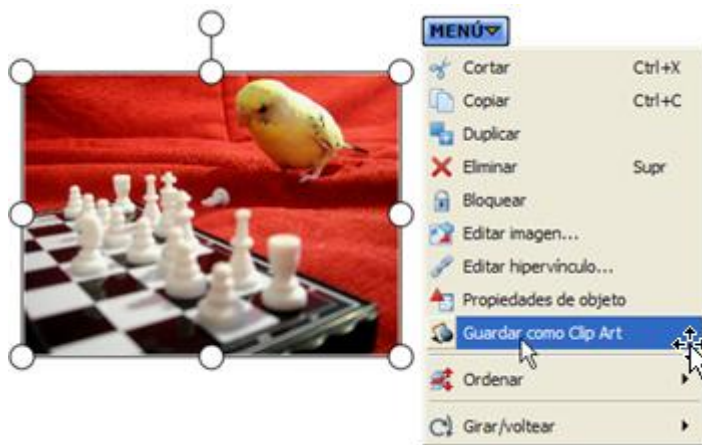 MENÚ
Cortar Ctrl+X
Copiar Ctrl+C
Duplicar
Eliminar Supr
Bloquear
Editar imagen...
Editar hipervínculo...
Propiedades de objeto
Guardar como Clip Art
Ordenar
Girar/voltear